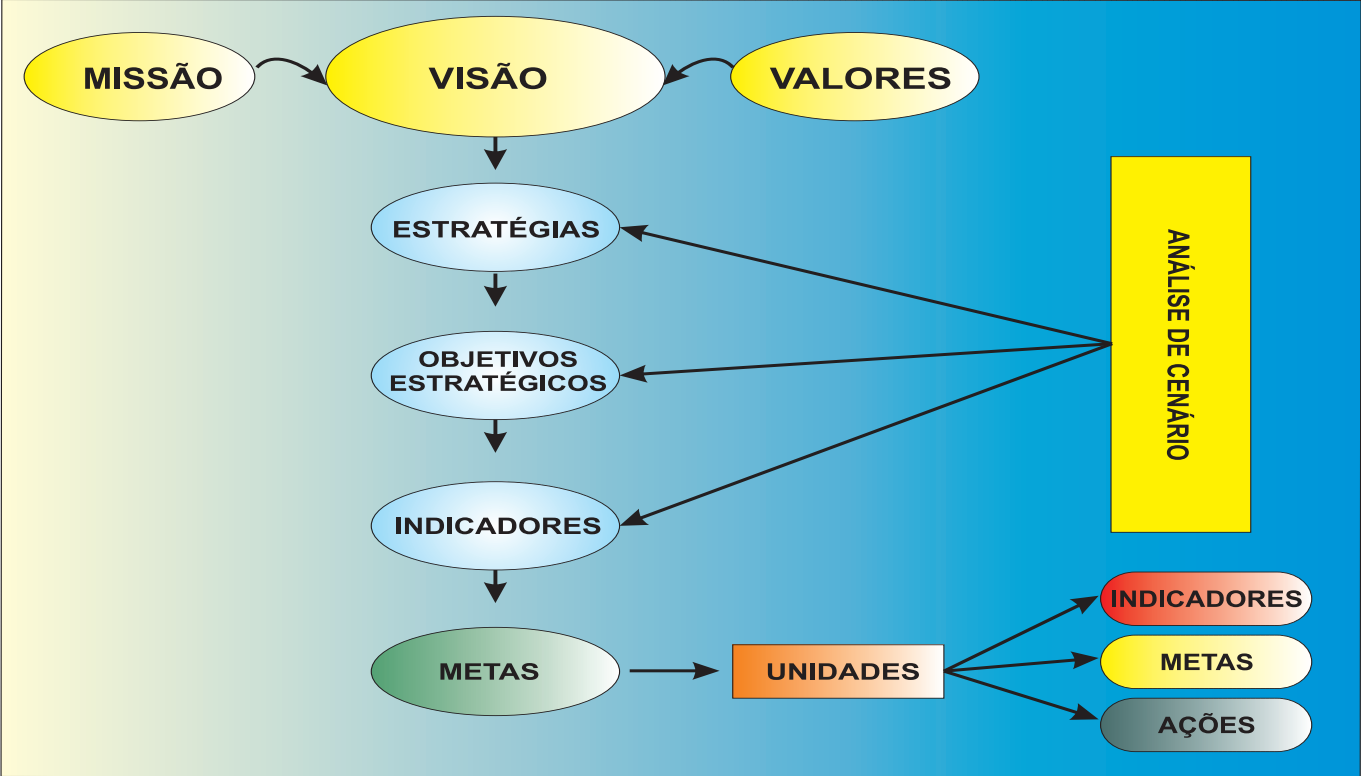 MISSÃO
VISÃO
VALORES
ESTRATÉGIAS
OBJETIVOS
ESTRATÉGICOS
INDICADORES
METAS
UNIDADES
ANÁLISE DE CENÁRIO
INDICADORES
METAS
AÇÕES